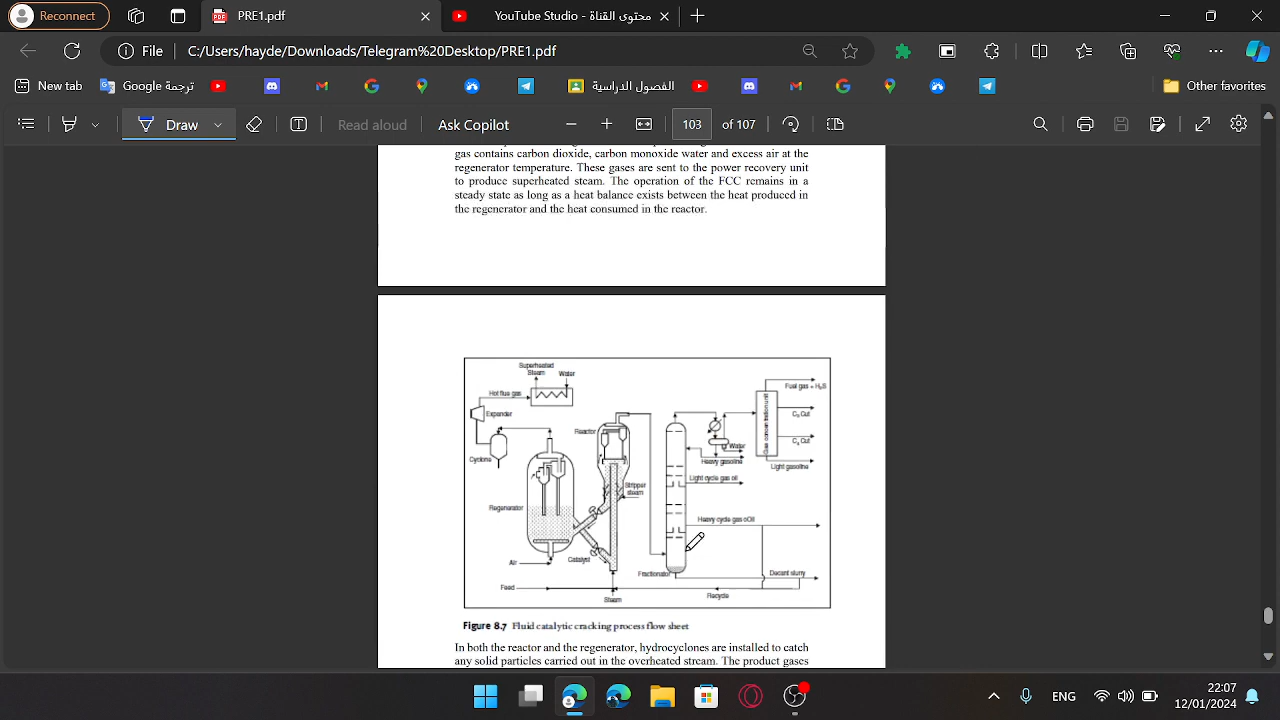 Reconnect
PRE1.pdf
YouTube Studio - محتوى القناة
File
C:/Users/hayde/Downloads/Telegram%20Desktop/PRE1.pdf
New tab
Google ترجمة
الفصول الدراسية
Other favorites
Draw
Read aloud
Ask Copilot
103 of 107
gas contains carbon dioxide, carbon monoxide water and excess air at the
regenerator temperature. These gases are sent to the power recovery unit
to produce superheated steam. The operation of the FCC remains in a
steady state as long as a heat balance exists between the heat produced in
the regenerator and the heat consumed in the reactor.
Superheated
Steam
Water
Hot flue gas
Expander
Cyclone
Reactor
Regenerator
Stripper
steam
Catalyst
Air
Feed
Steam
Fractionator
Water
Heavy gasoline
Light cycle gas oil
Heavy cycle gas oOil
Decant slurry
Recycle
Gas concentration unit
Fuel gas + H₂S
C₃ Cut
C₄ Cut
Light gasoline
Figure 8.7 Fluid catalytic cracking process flow sheet
In both the reactor and the regenerator, hydrocyclones are installed to catch
any solid particles carried out in the overheated stream. The product gases
ENG
22:07
12/01/2024